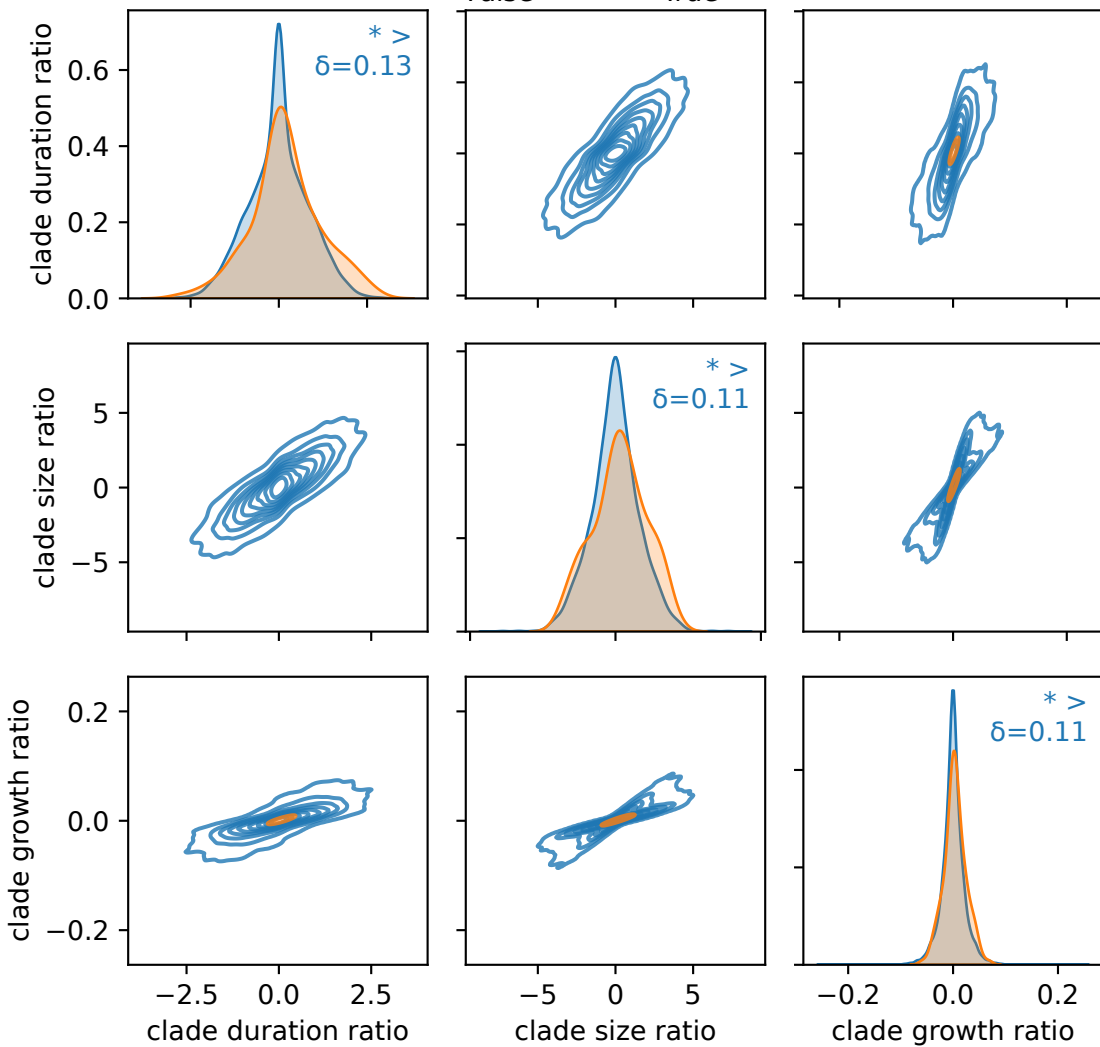 clade duration ratio
0.6
0.4
0.2
0.0
* >
δ=0.13
clade size ratio
5
0
−5
* >
δ=0.11
clade growth ratio
0.2
0.0
−0.2
* >
δ=0.11
−2.5 0.0 2.5
−5 0 5
−0.2 0.0 0.2
clade duration ratio
clade size ratio
clade growth ratio